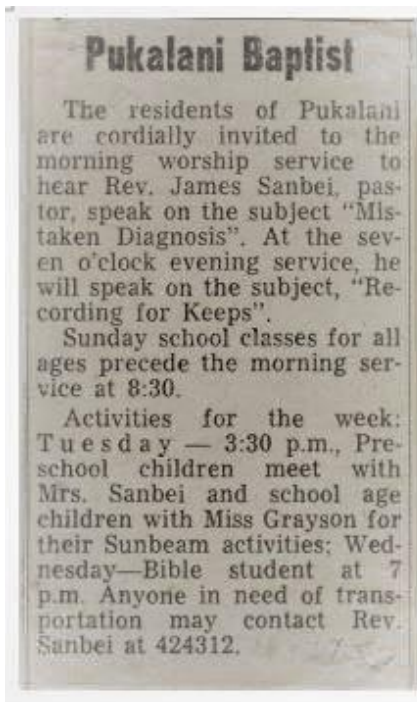 Pukalani Baptist
The residents of Pukalani
are cordially invited to the
morning worship service to
hear Rev. James Sanbei, pas-
tor, speak on the subject "Mis-
taken Diagnosis". At the sev-
en o'clock evening service, he
will speak on the subject, "Re-
cording for Keeps".
Sunday school classes for all
ages precede the morning ser-
vice at 8:30.
Activities for the week:
Tuesday — 3:30 p.m., Pre-
school children meet with
Mrs. Sanbei and school age
children with Miss Grayson for
their Sunbeam activities; Wed-
nesday—Bible student at 7
p.m. Anyone in need of trans-
portation may contact Rev.
Sanbei at 424312.